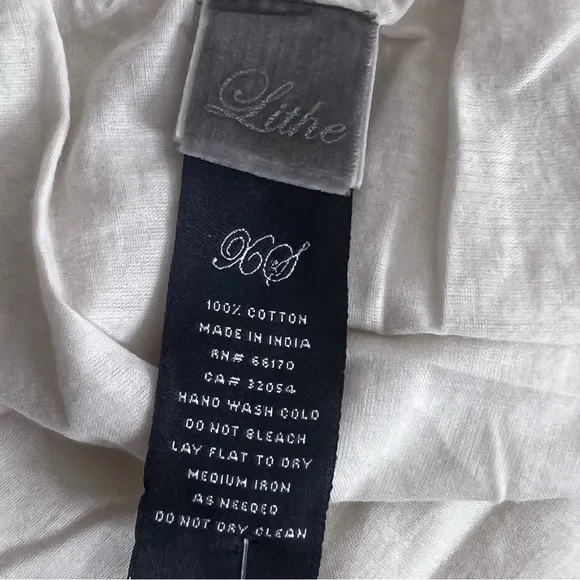 Lithe
XS
100% COTTON
MADE IN INDIA
RN# 66170
CA# 32054
HAND WASH COLD
DO NOT BLEACH
LAY FLAT TO DRY
MEDIUM IRON
AS NEEDED
DO NOT DRY CLEAN